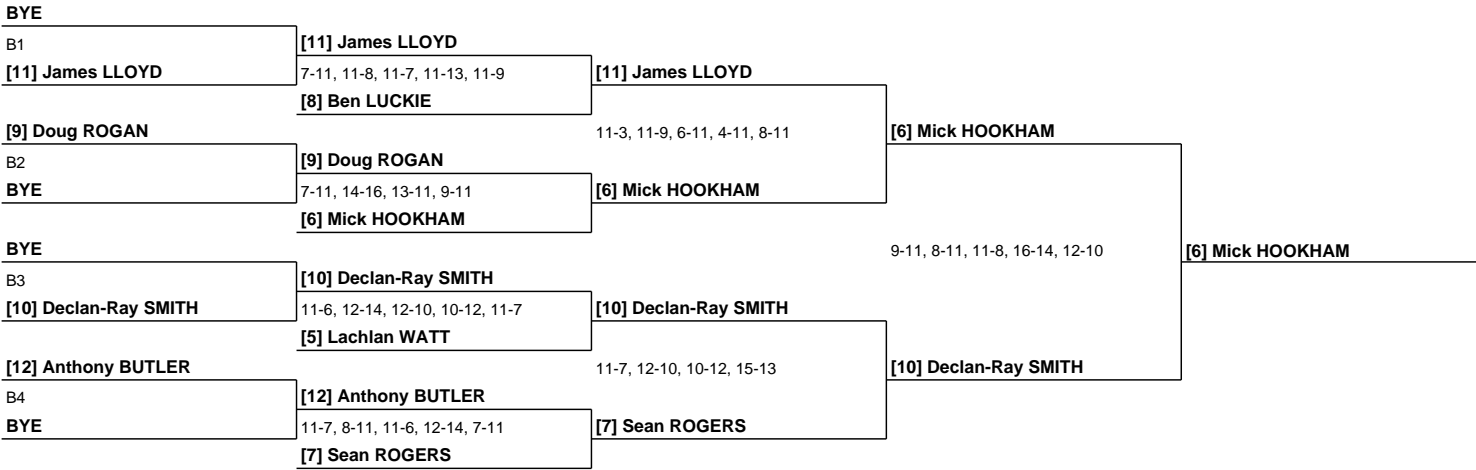 BYE
B1
[11] James LLOYD
[11] James LLOYD
7-11, 11-8, 11-7, 11-13, 11-9
[11] James LLOYD
[8] Ben LUCKIE
[9] Doug ROGAN
11-3, 11-9, 6-11, 4-11, 8-11
[6] Mick HOOKHAM
B2
[9] Doug ROGAN
BYE
7-11, 14-16, 13-11, 9-11
[6] Mick HOOKHAM
[6] Mick HOOKHAM
BYE
9-11, 8-11, 11-8, 16-14, 12-10
[6] Mick HOOKHAM
B3
[10] Declan-Ray SMITH
[10] Declan-Ray SMITH
11-6, 12-14, 12-10, 10-12, 11-7
[10] Declan-Ray SMITH
[5] Lachlan WATT
[12] Anthony BUTLER
11-7, 12-10, 10-12, 15-13
[10] Declan-Ray SMITH
B4
[12] Anthony BUTLER
BYE
11-7, 8-11, 11-6, 12-14, 7-11
[7] Sean ROGERS
[7] Sean ROGERS